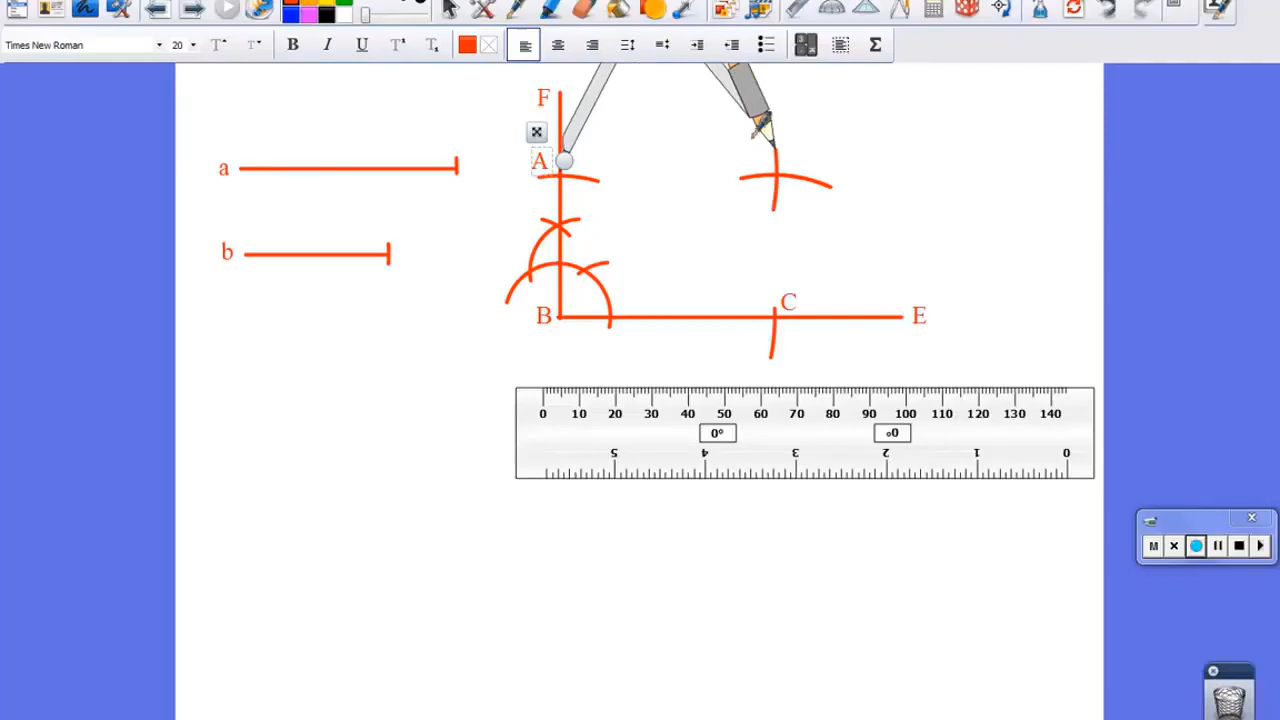 Times New Roman 20 B I U T T Σ
F
A
a
b
B
C
E
0 10 20 30 40 50 60 70 80 90 100 110 120 130 140
0° 0°
5 4 3 2 1 0
M